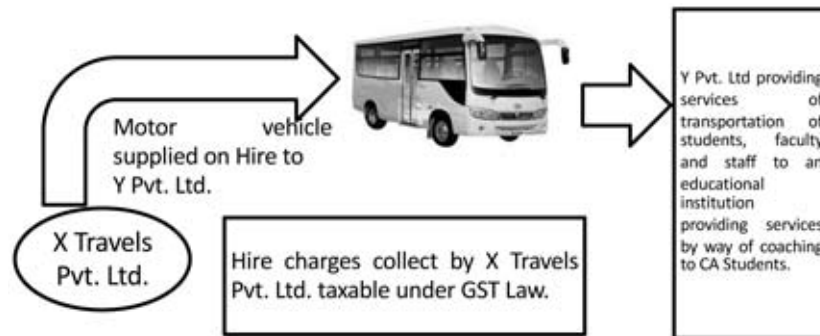 Motor vehicle
supplied on Hire to
Y Pvt. Ltd.
X Travels
Pvt. Ltd.
Hire charges collect by X Travels
Pvt. Ltd. taxable under GST Law.
Y Pvt. Ltd providing
services of
transportation of
students, faculty
and staff to an
educational
institution
providing services
by way of coaching
to CA Students.